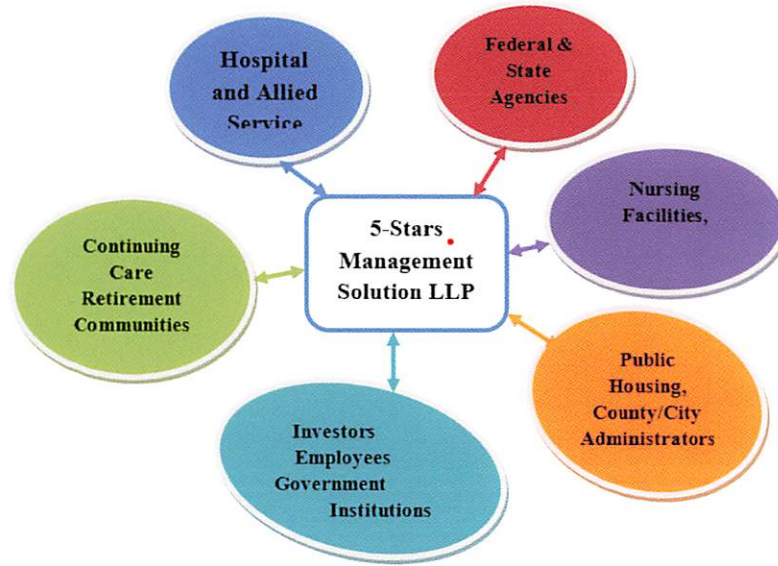 Hospital
and Allied
Service
Federal &
State
Agencies
Nursing
Facilities,
5-Stars
Management
Solution LLP
Continuing
Care
Retirement
Communities
Public
Housing,
County/City
Administrators
Investors
Employees
Government
Institutions